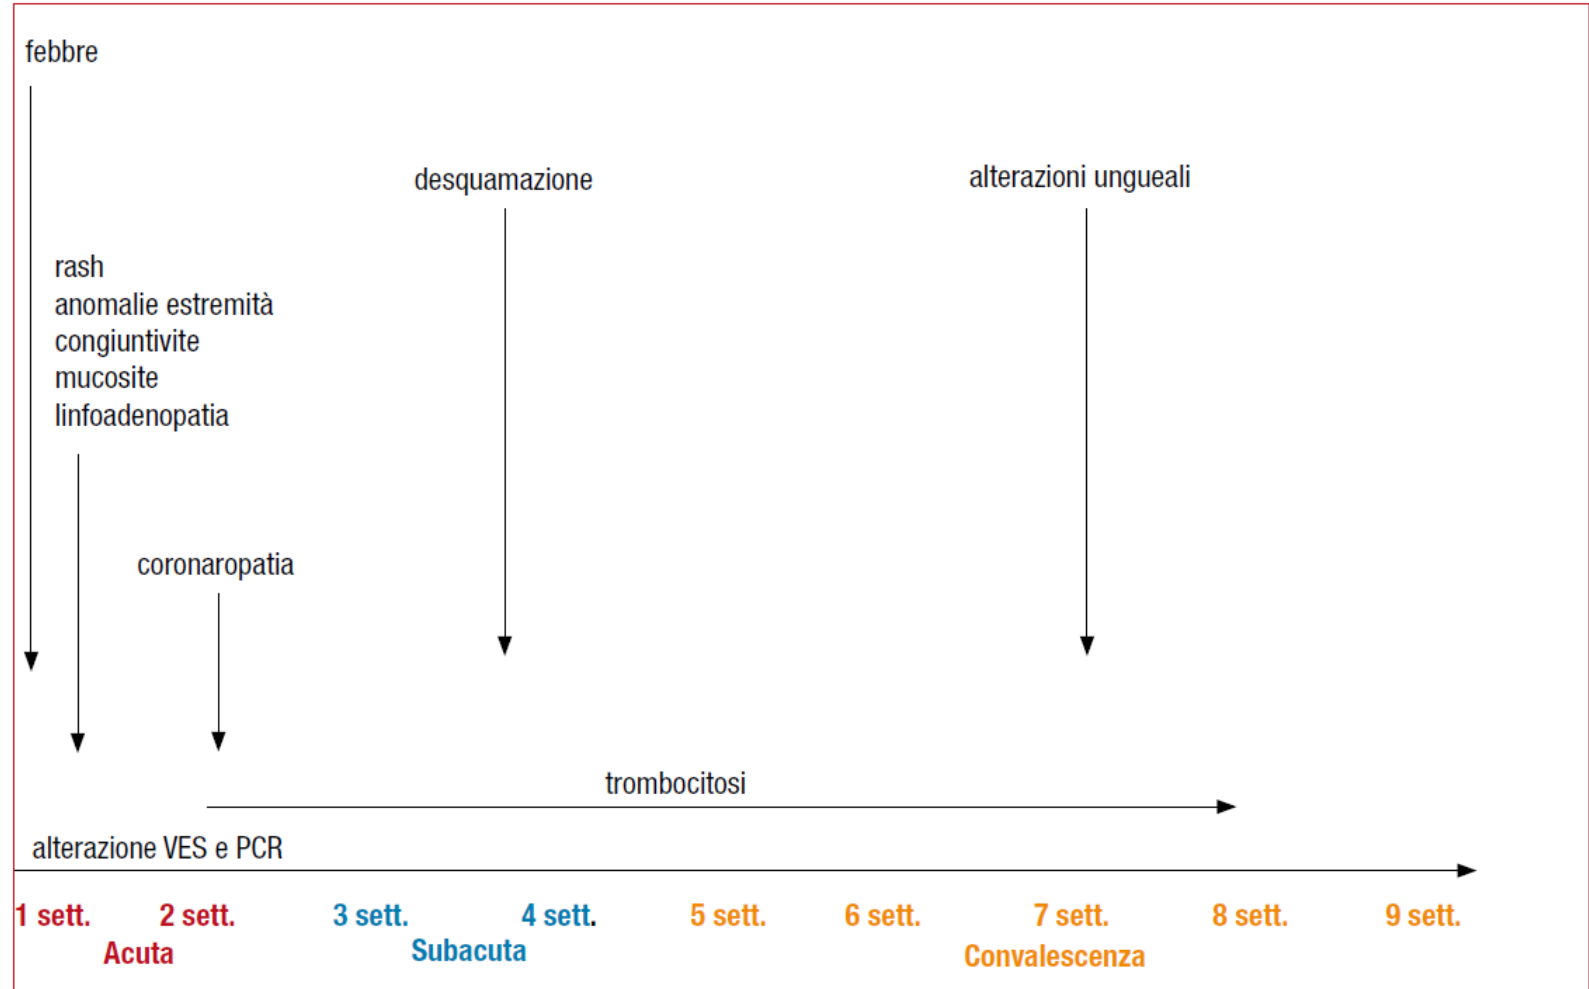 febbre
desquamazione
alterazioni ungueali
rash
anomalie estremità
congiuntivite
mucosite
linfoadenopatia
coronaropatia
trombocitosi
alterazione VES e PCR
1 sett. 2 sett. 3 sett. 4 sett. 5 sett. 6 sett. 7 sett. 8 sett. 9 sett.
Acuta Subacuta Convalescenza